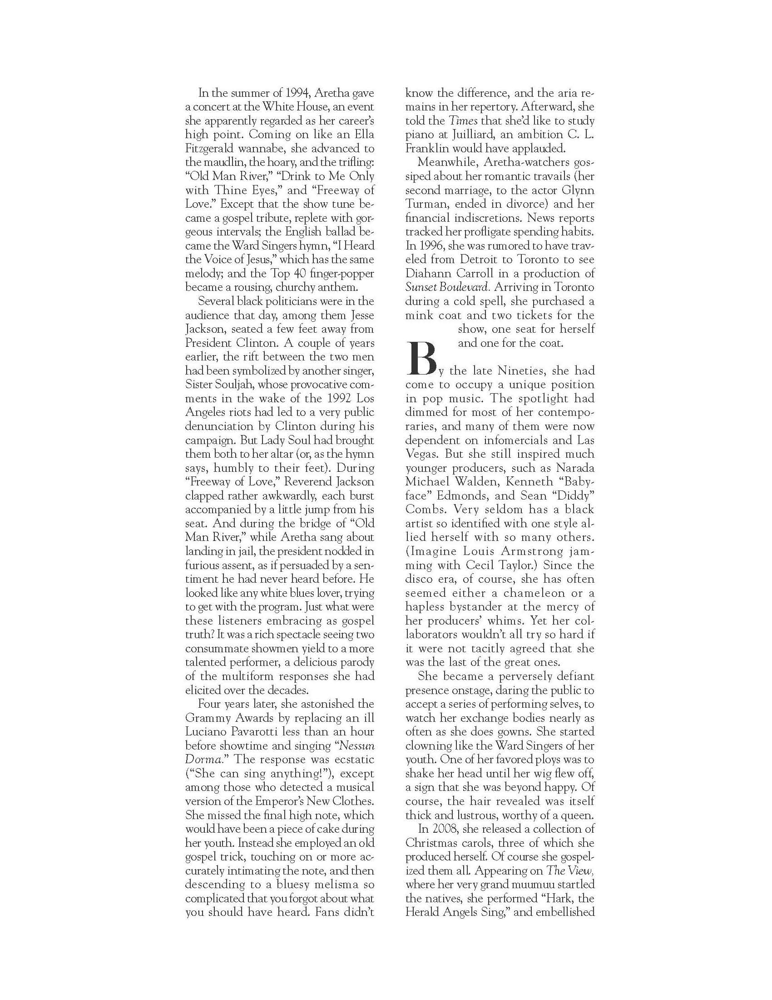 In the summer of 1994, Aretha gave
a concert at the White House, an event
she apparently regarded as her career’s
high point. Coming on like an Ella
Fitzgerald wannabe, she advanced to
the maudlin, the hoary, and the trifling:
“Old Man River,” “Drink to Me Only
with Thine Eyes,” and “Freeway of
Love.” Except that the show tune be-
came a gospel tribute, replete with gor-
geous intervals; the English ballad be-
came the Ward Singers hymn, “I Heard
the Voice of Jesus,” which has the same
melody; and the Top 40 finger-popper
became a rousing, churchy anthem.
Several black politicians were in the
audience that day, among them Jesse
Jackson, seated a few feet away from
President Clinton. A couple of years
earlier, the rift between the two men
had been symbolized by another singer,
Sister Souljah, whose provocative com-
ments in the wake of the 1992 Los
Angeles riots had led to a very public
denunciation by Clinton during his
campaign. But Lady Soul had brought
them both to her altar (or, as the hymn
says, humbly to their feet). During
“Freeway of Love,” Reverend Jackson
clapped rather awkwardly, each burst
accompanied by a little jump from his
seat. And during the bridge of “Old
Man River,” while Aretha sang about
landing in jail, the president nodded in
furious assent, as if persuaded by a sen-
timent he had never heard before. He
looked like any white blues lover, trying
to get with the program. Just what were
these listeners embracing as gospel
truth? It was a rich spectacle seeing two
consummate showmen yield to a more
talented performer, a delicious parody
of the multiform responses she had
elicited over the decades.
Four years later, she astonished the
Grammy Awards by replacing an ill
Luciano Pavarotti less than an hour
before showtime and singing “Nessun
Dorma.” The response was ecstatic
(“She can sing anything!”), except
among those who detected a musical
version of the Emperor’s New Clothes.
She missed the final high note, which
would have been a piece of cake during
her youth. Instead she employed an old
gospel trick, touching on or more ac-
curately intimating the note, and then
descending to a bluesy melisma so
complicated that you forgot about what
you should have heard. Fans didn’t
know the difference, and the aria re-
mains in her repertory. Afterward, she
told the Times that she’d like to study
piano at Juilliard, an ambition C. L.
Franklin would have applauded.
Meanwhile, Aretha-watchers gos-
siped about her romantic travails (her
second marriage, to the actor Glynn
Turman, ended in divorce) and her
financial indiscretions. News reports
tracked her profligate spending habits.
In 1996, she was rumored to have trav-
eled from Detroit to Toronto to see
Diahann Carroll in a production of
Sunset Boulevard. Arriving in Toronto
during a cold spell, she purchased a
mink coat and two tickets for the
show, one seat for herself
and one for the coat.
By the late Nineties, she had
come to occupy a unique position
in pop music. The spotlight had
dimmed for most of her contempo-
raries, and many of them were now
dependent on infomercials and Las
Vegas. But she still inspired much
younger producers, such as Narada
Michael Walden, Kenneth “Baby-
face” Edmonds, and Sean “Diddy”
Combs. Very seldom has a black
artist so identified with one style al-
lied herself with so many others.
(Imagine Louis Armstrong jam-
ming with Cecil Taylor.) Since the
disco era, of course, she has often
seemed either a chameleon or a
hapless bystander at the mercy of
her producers’ whims. Yet her col-
laborators wouldn’t all try so hard if
it were not tacitly agreed that she
was the last of the great ones.
She became a perversely defiant
presence onstage, daring the public to
accept a series of performing selves, to
watch her exchange bodies nearly as
often as she does gowns. She started
clowning like the Ward Singers of her
youth. One of her favored ploys was to
shake her head until her wig flew off,
a sign that she was beyond happy. Of
course, the hair revealed was itself
thick and lustrous, worthy of a queen.
In 2008, she released a collection of
Christmas carols, three of which she
produced herself. Of course she gospel-
ized them all. Appearing on The View,
where her very grand muumuu startled
the natives, she performed “Hark, the
Herald Angels Sing,” and embellished